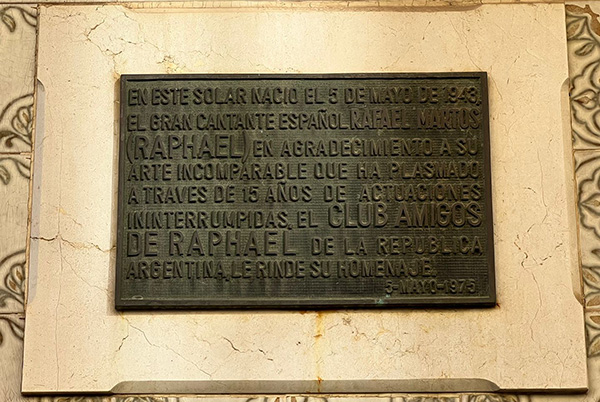 EN ESTE SOLAR NACIO EL 5 DE MAYO DE 1943,
EL GRAN CANTANTE ESPAÑOL RAFAEL MARTOS
(RAPHAEL) EN AGRADECIMIENTO A SU
ARTE INCOMPARABLE QUE HA PLASMADO
A TRAVES DE 15 AÑOS DE ACTUACIONES
ININTERRUMPIDAS, EL CLUB AMIGOS
DE RAPHAEL DE LA REPUBLICA
ARGENTINA, LE RINDE SU HOMENAJE.
5-MAYO-1975